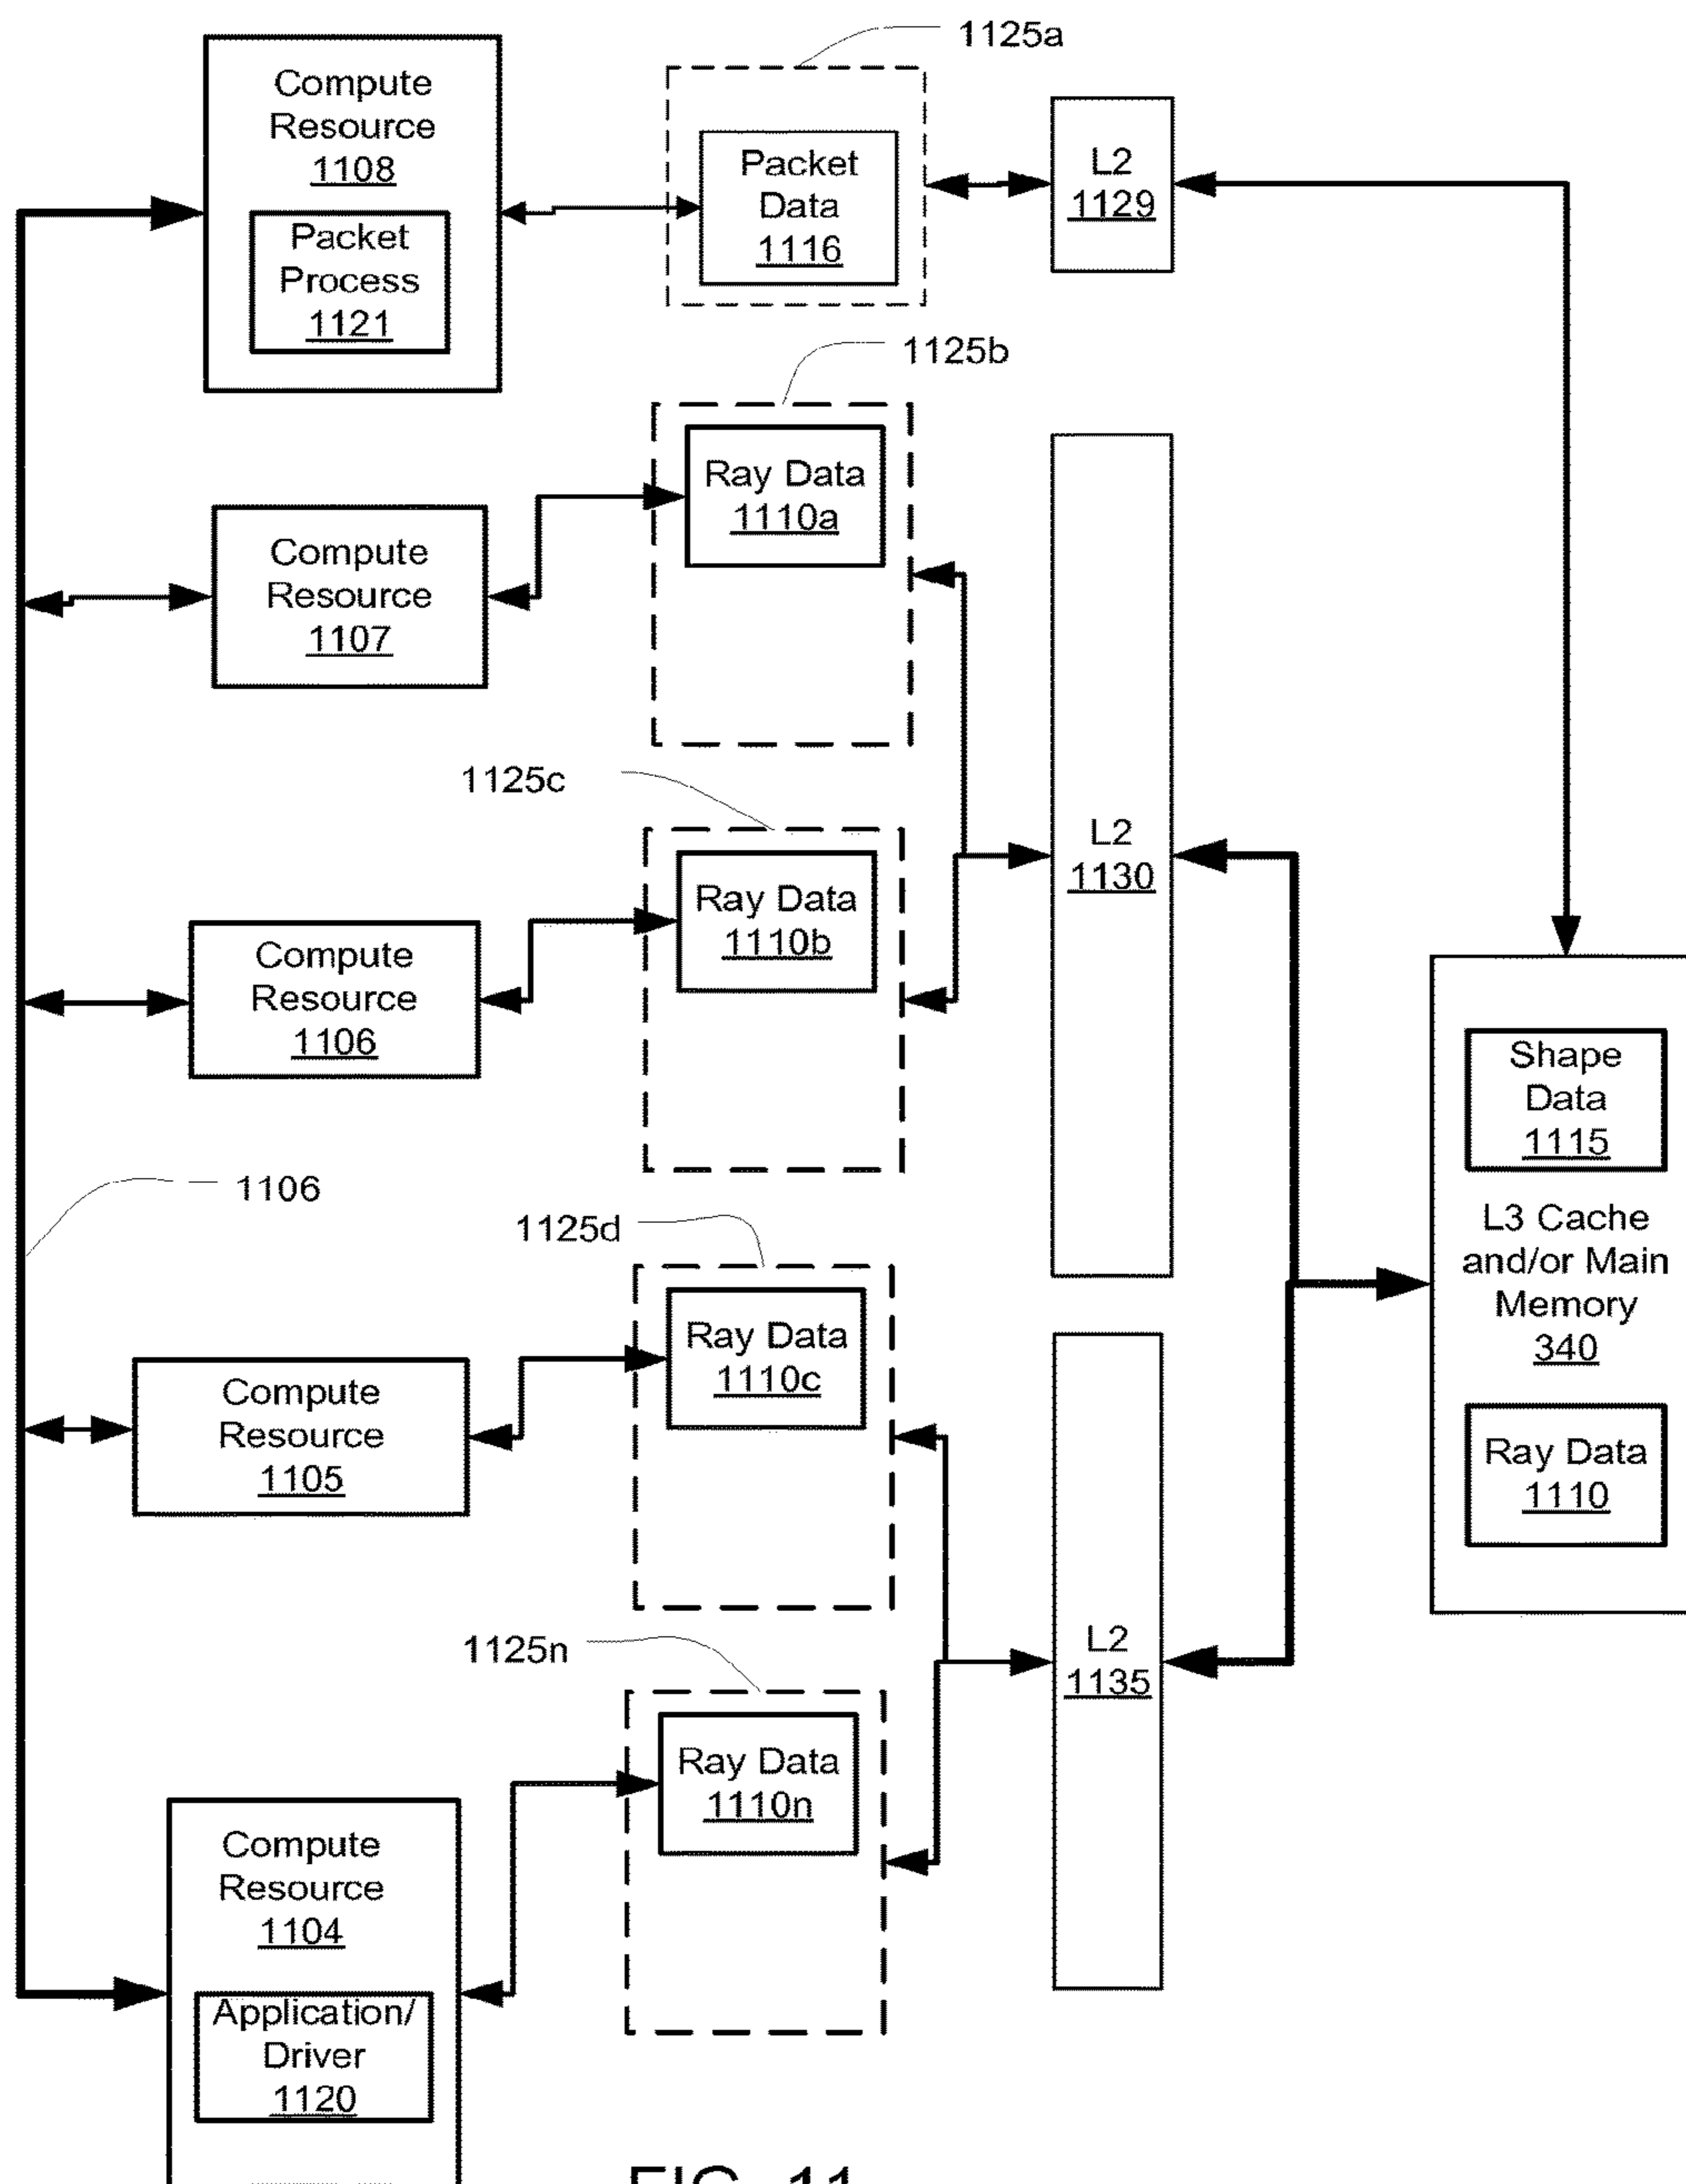 1125a
Compute
Resource
1108
Packet
Process
1121
Packet
Data
1116
L2
1129
1125b
Ray Data
1110a
Compute
Resource
1107
1125c
L2
1130
Ray Data
1110b
Compute
Resource
1106
Shape
Data
1115
1106
1125d
L3 Cache
and/or Main
Memory
340
Ray Data
1110c
Compute
Resource
1105
Ray Data
1110
1125n
L2
1135
Ray Data
1110n
Compute
Resource
1104
Application/
Driver
1120
FIG. 11